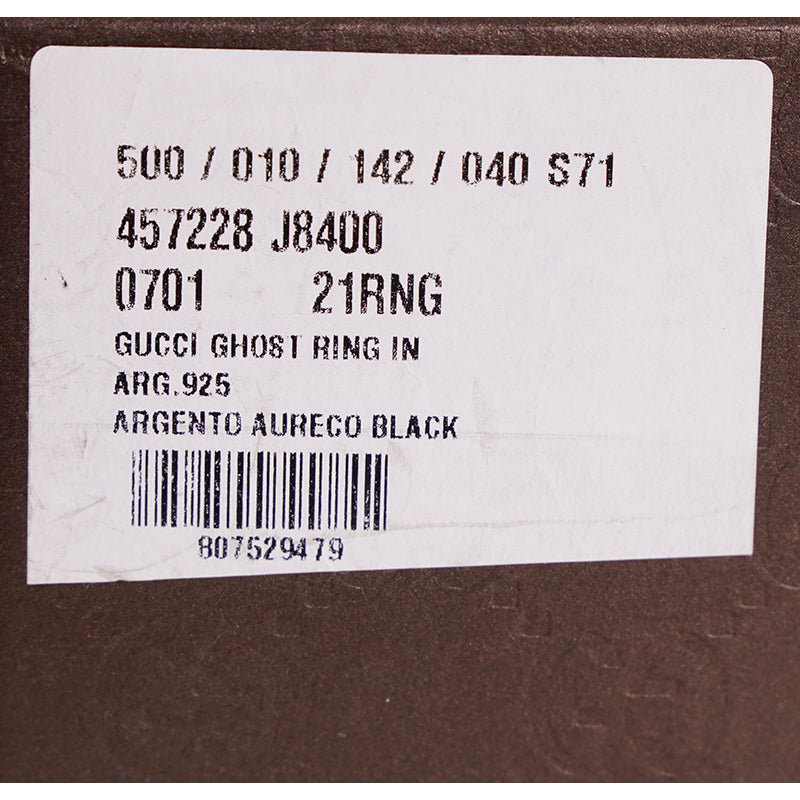 500 / 010 / 142 / 040 S71
457228 J8400
0701 21RNG
GUCCI GHOST RING IN
ARG.925
ARGENTO AURECO BLACK
807529479